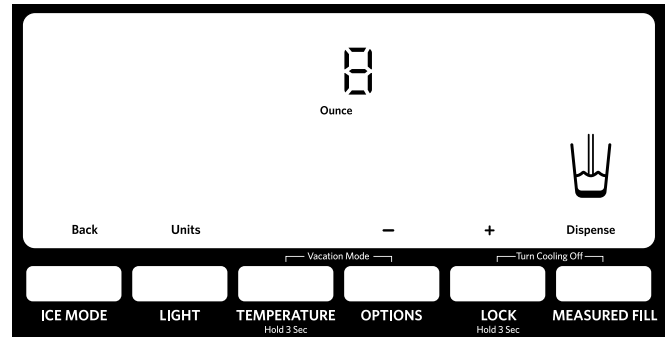 8
Ounce
Back Units − + Dispense
Vacation Mode Turn Cooling Off
ICE MODE LIGHT TEMPERATURE OPTIONS LOCK MEASURED FILL
Hold 3 Sec Hold 3 Sec